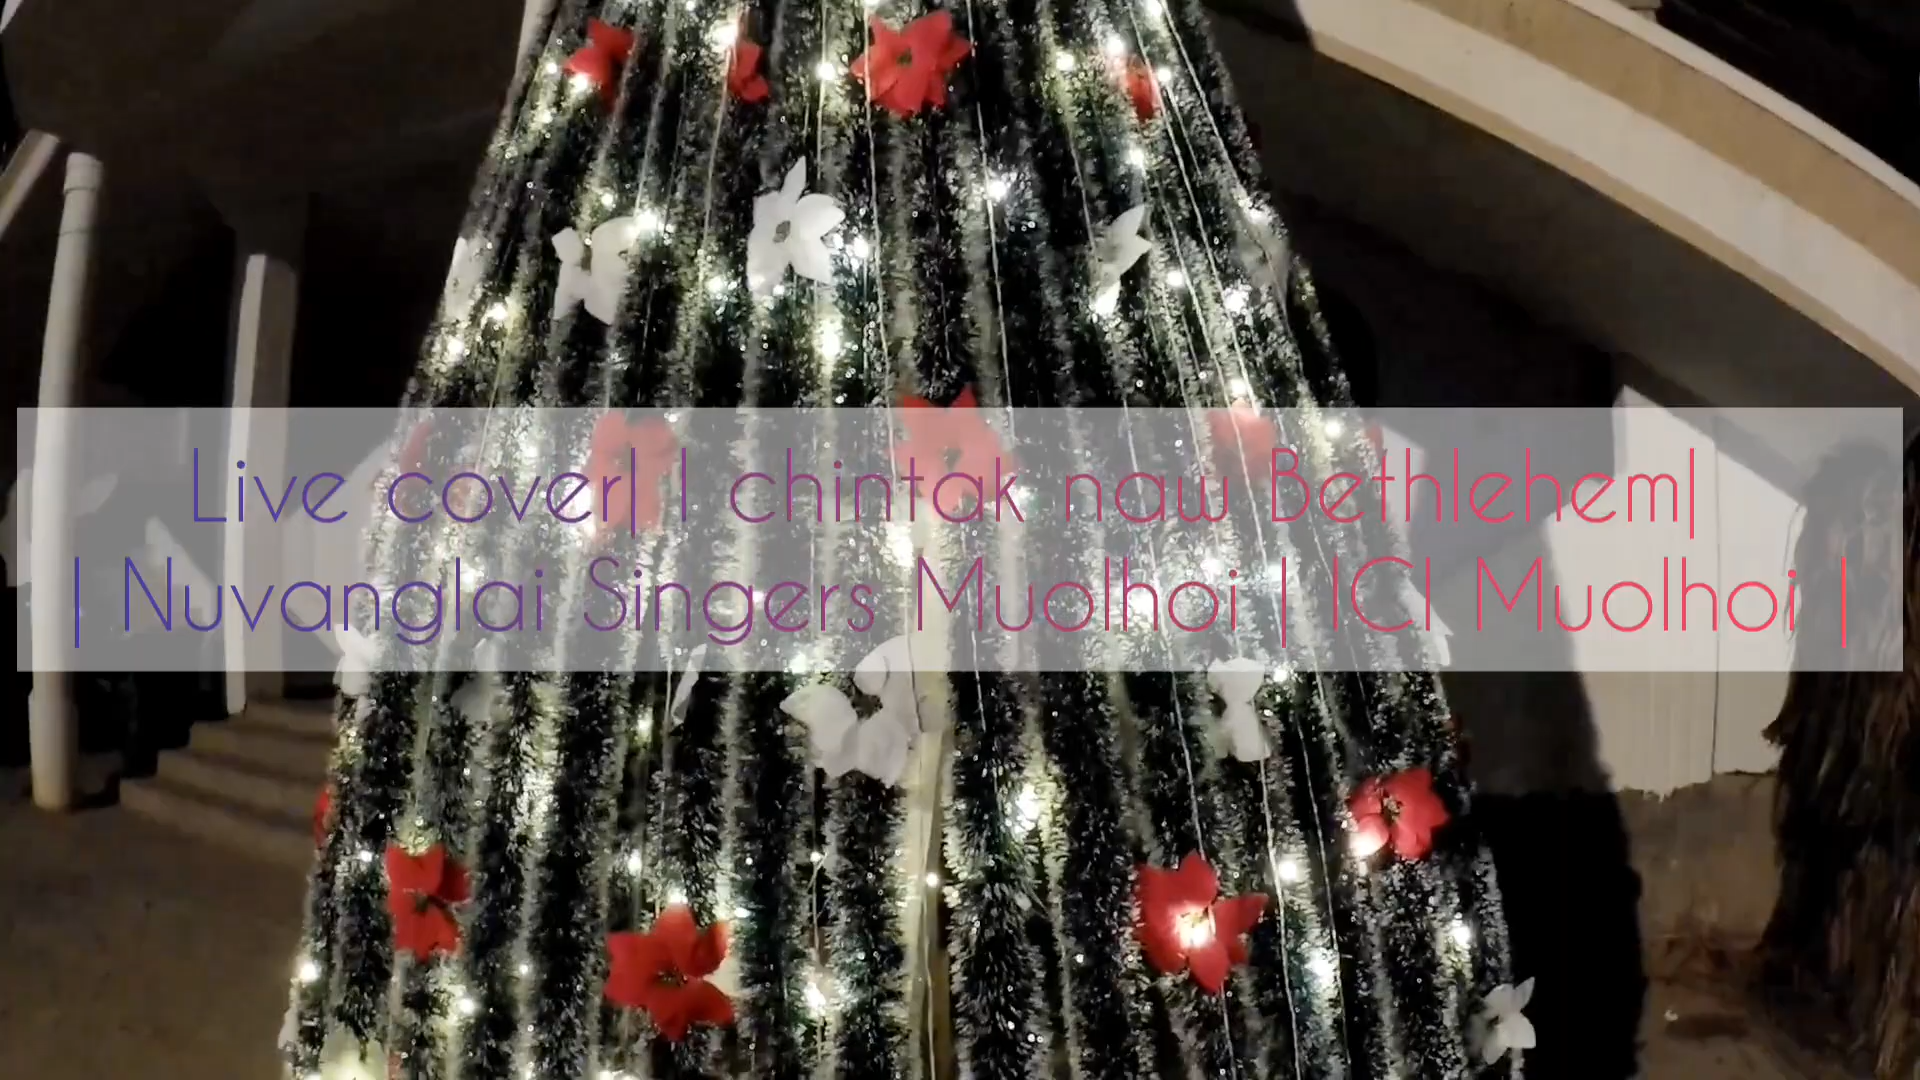 Live cover| I chintak naw Bethlehem|
| Nuvanglai Singers Muolhoi | ICI Muolhoi |